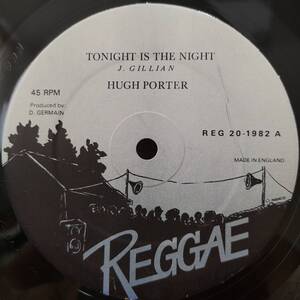 TONIGHT IS THE NIGHT
J. GILLIAN
HUGH PORTER
45 RPM
Produced by:
D. GERMAIN
REG 20-1982 A
MADE IN ENGLAND
REGGAE